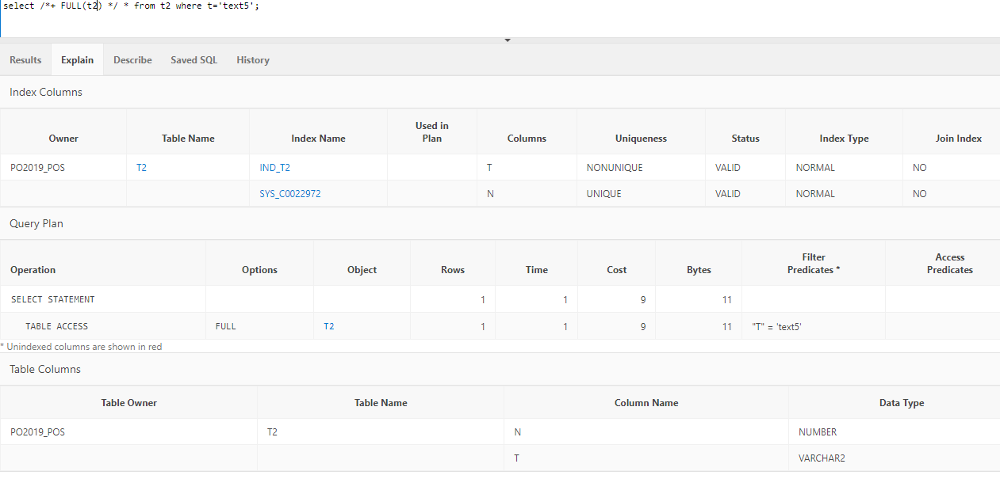 select /*+ FULL(t2) */ * from t2 where t='text5';
Results Explain Describe Saved SQL History
Index Columns
Owner Table Name Index Name Used in Plan Columns Uniqueness Status Index Type Join Index
PO2019_POS T2 IND_T2 T NONUNIQUE VALID NORMAL NO
SYS_C0022972 N UNIQUE VALID NORMAL NO
Query Plan
Operation Options Object Rows Time Cost Bytes Filter Predicates * Access Predicates
SELECT STATEMENT 1 1 9 11
TABLE ACCESS FULL T2 1 1 9 11 "T" = 'text5'
* Unindexed columns are shown in red
Table Columns
Table Owner Table Name Column Name Data Type
PO2019_POS T2 N NUMBER
T VARCHAR2